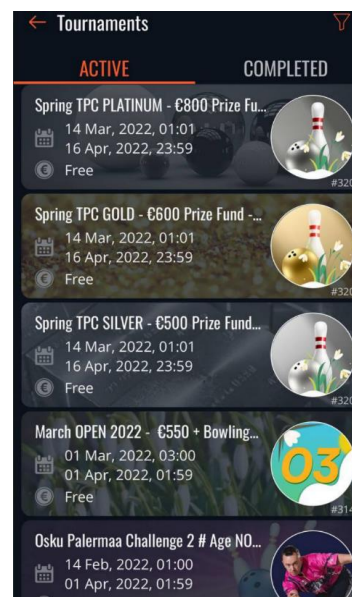 ← Tournaments
ACTIVE
COMPLETED
Spring TPC PLATINUM - €800 Prize Fu...
14 Mar, 2022, 01:01
16 Apr, 2022, 23:59
Free
#320
Spring TPC GOLD - €600 Prize Fund -...
14 Mar, 2022, 01:01
16 Apr, 2022, 23:59
Free
#320
Spring TPC SILVER - €500 Prize Fund...
14 Mar, 2022, 01:01
16 Apr, 2022, 23:59
Free
#320
March OPEN 2022 - €550 + Bowling...
01 Mar, 2022, 03:00
01 Apr, 2022, 01:59
Free
03
#314
Osku Palermaa Challenge 2 # Age NO...
14 Feb, 2022, 01:00
01 Apr, 2022, 01:59